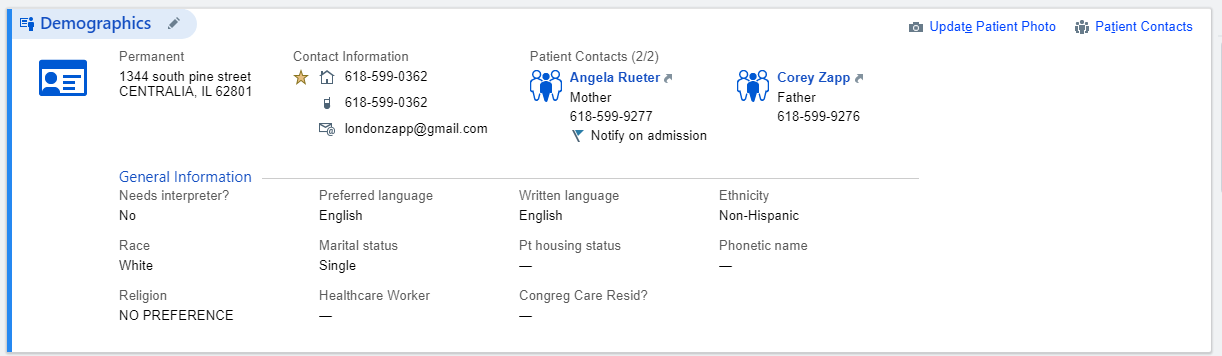 Demographics
Update Patient Photo
Patient Contacts
Permanent
1344 south pine street
CENTRALIA, IL 62801
Contact Information
618-599-0362
618-599-0362
londonzapp@gmail.com
Patient Contacts (2/2)
Angela Rueter
Mother
618-599-9277
Notify on admission
Corey Zapp
Father
618-599-9276
General Information
Needs interpreter?
No
Preferred language
English
Written language
English
Ethnicity
Non-Hispanic
Race
White
Marital status
Single
Pt housing status
—
Phonetic name
—
Religion
NO PREFERENCE
Healthcare Worker
—
Congreg Care Resid?
—